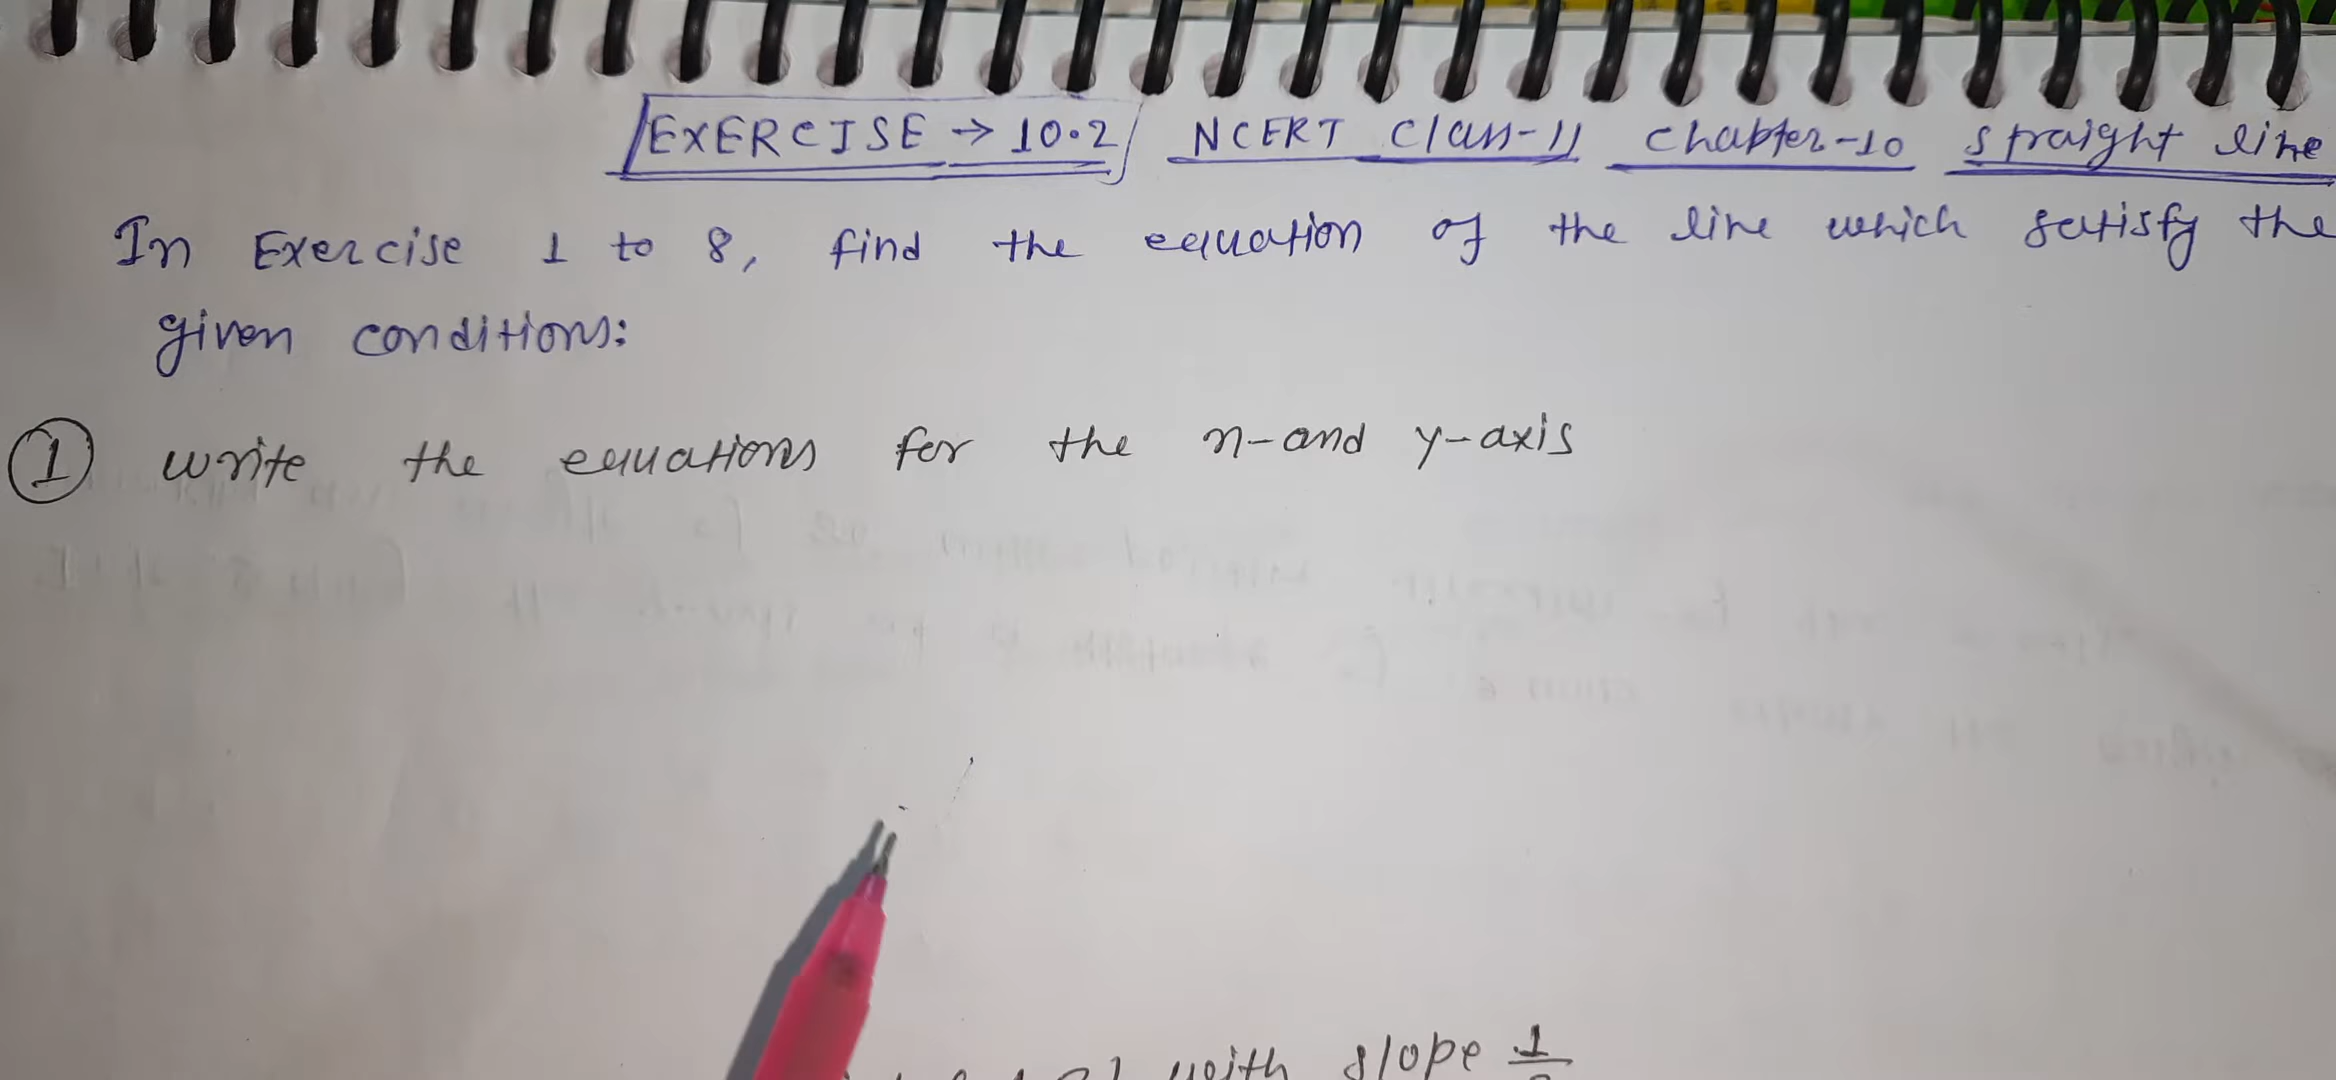 EXERCISE → 10.2 NCERT Class-11 Chapter-10 straight line
In Exercise 1 to 8, find the equation of the line which satisfy the
given conditions:
① write the equations for the x-and y-axis
with slope 1